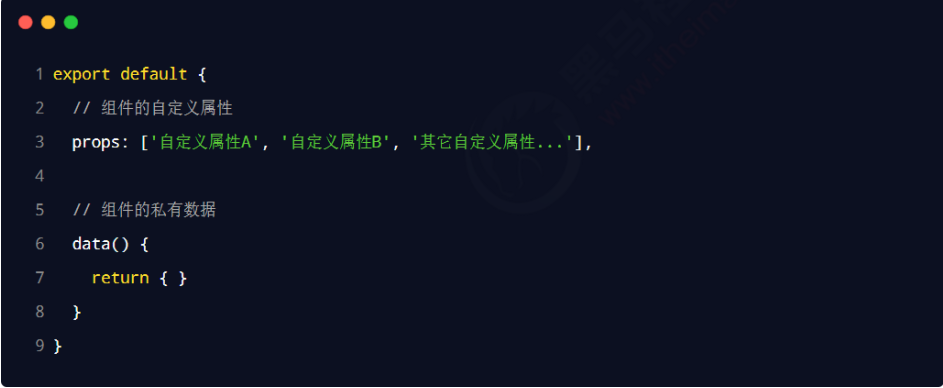 1 export default {
2   // 组件的自定义属性
3   props: ['自定义属性A', '自定义属性B', '其它自定义属性...'],
4
5   // 组件的私有数据
6   data() {
7     return { }
8   }
9 }